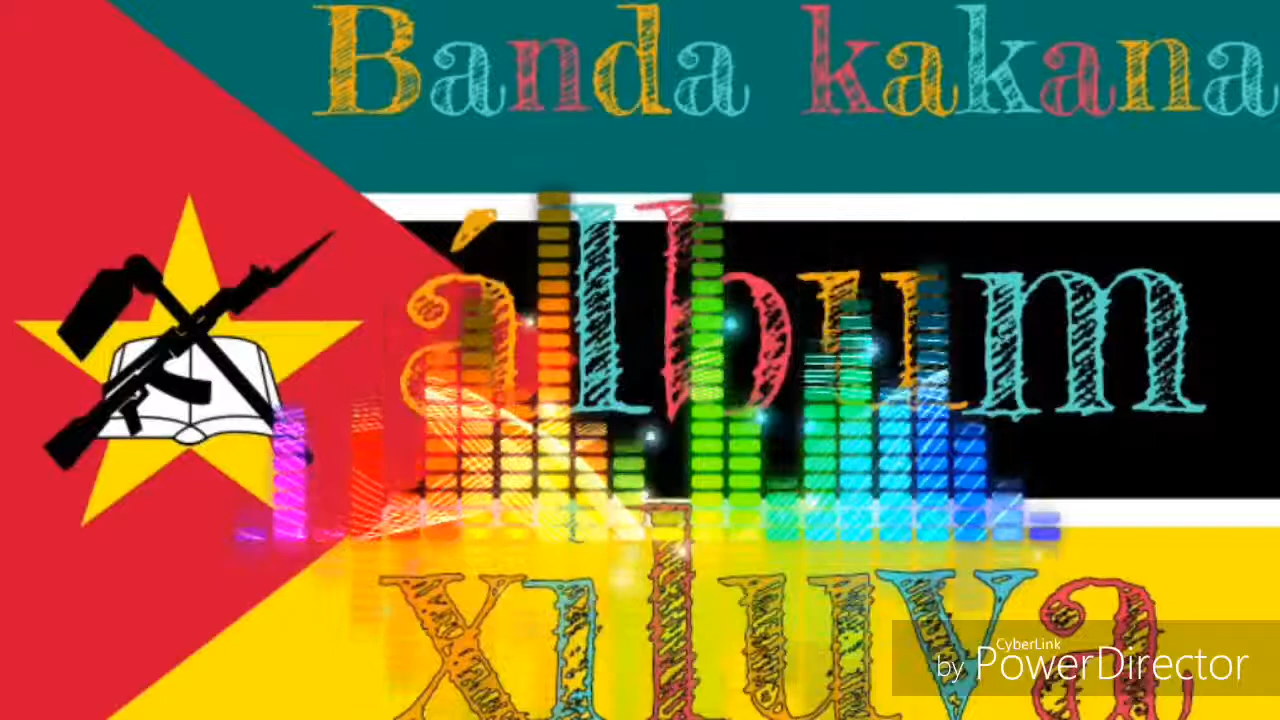 Banda kakana
álbum
xiluva
CyberLink
by PowerDirector